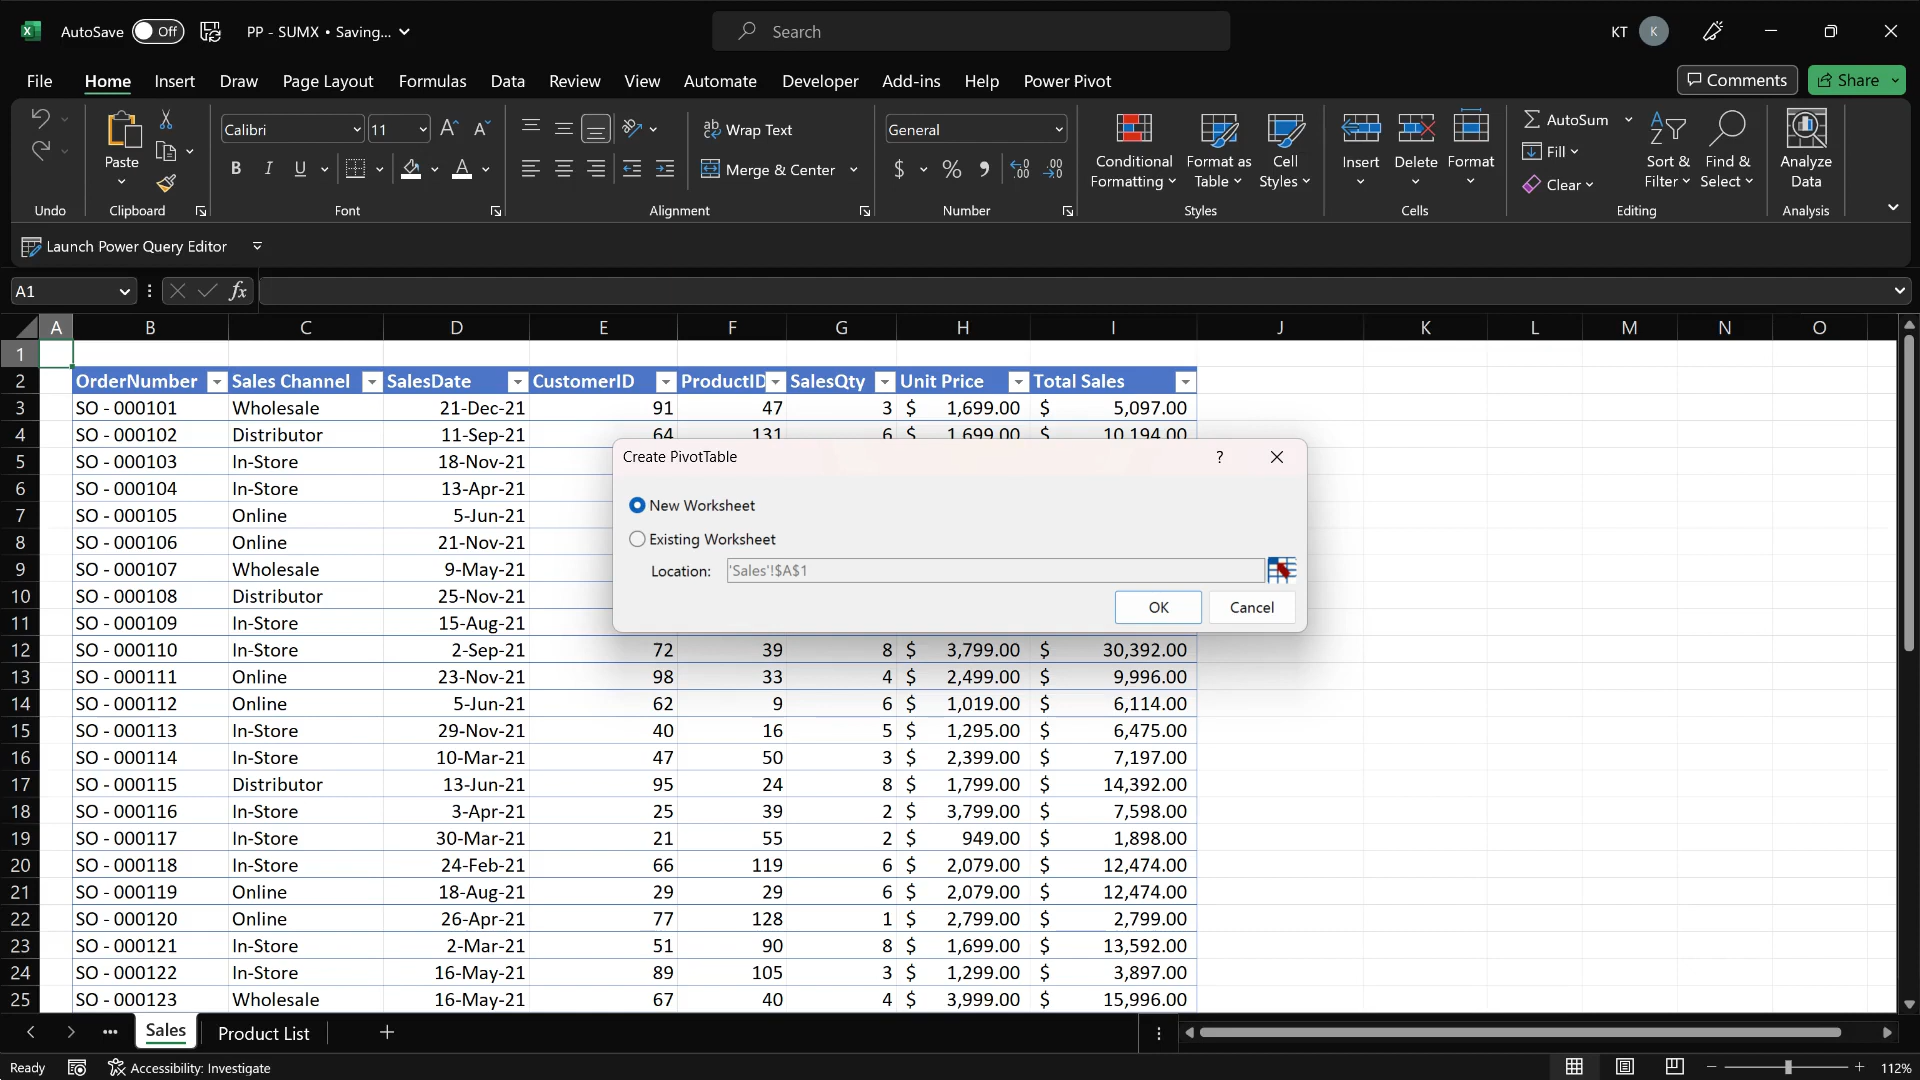 AutoSave Off PP - SUMX • Saving... Search KT K
File Home Insert Draw Page Layout Formulas Data Review View Automate Developer Add-ins Help Power Pivot Comments Share
Paste Calibri 11 Wrap Text General Conditional Formatting Format as Table Cell Styles Insert Delete Format AutoSum Sort & Filter Find & Select Analyze Data
B I U Merge & Center $ % Fill
Clear
Undo Clipboard Font Alignment Number Styles Cells Editing Analysis
Launch Power Query Editor
A1 fx
A B C D E F G H I J K L M N O
1
2 OrderNumber Sales Channel SalesDate CustomerID ProductID SalesQty Unit Price Total Sales
3 SO - 000101 Wholesale 21-Dec-21 91 47 3 $ 1,699.00 $ 5,097.00
4 SO - 000102 Distributor 11-Sep-21 64 131 6 $ 1,699.00 $ 10,194.00
5 SO - 000103 In-Store 18-Nov-21
6 SO - 000104 In-Store 13-Apr-21
7 SO - 000105 Online 5-Jun-21
8 SO - 000106 Online 21-Nov-21
9 SO - 000107 Wholesale 9-May-21
10 SO - 000108 Distributor 25-Nov-21
11 SO - 000109 In-Store 15-Aug-21
Create PivotTable ?
New Worksheet
Existing Worksheet
Location: 'Sales'!$A$1
OK Cancel
12 SO - 000110 In-Store 2-Sep-21 72 39 8 $ 3,799.00 $ 30,392.00
13 SO - 000111 Online 23-Nov-21 98 33 4 $ 2,499.00 $ 9,996.00
14 SO - 000112 Online 5-Jun-21 62 9 6 $ 1,019.00 $ 6,114.00
15 SO - 000113 In-Store 29-Nov-21 40 16 5 $ 1,295.00 $ 6,475.00
16 SO - 000114 In-Store 10-Mar-21 47 50 3 $ 2,399.00 $ 7,197.00
17 SO - 000115 Distributor 13-Jun-21 95 24 8 $ 1,799.00 $ 14,392.00
18 SO - 000116 In-Store 3-Apr-21 25 39 2 $ 3,799.00 $ 7,598.00
19 SO - 000117 In-Store 30-Mar-21 21 55 2 $ 949.00 $ 1,898.00
20 SO - 000118 In-Store 24-Feb-21 66 119 6 $ 2,079.00 $ 12,474.00
21 SO - 000119 Online 18-Aug-21 29 29 6 $ 2,079.00 $ 12,474.00
22 SO - 000120 Online 26-Apr-21 77 128 1 $ 2,799.00 $ 2,799.00
23 SO - 000121 In-Store 2-Mar-21 51 90 8 $ 1,699.00 $ 13,592.00
24 SO - 000122 In-Store 16-May-21 89 105 3 $ 1,299.00 $ 3,897.00
25 SO - 000123 Wholesale 16-May-21 67 40 4 $ 3,999.00 $ 15,996.00
Sales Product List
Ready Accessibility: Investigate 112%